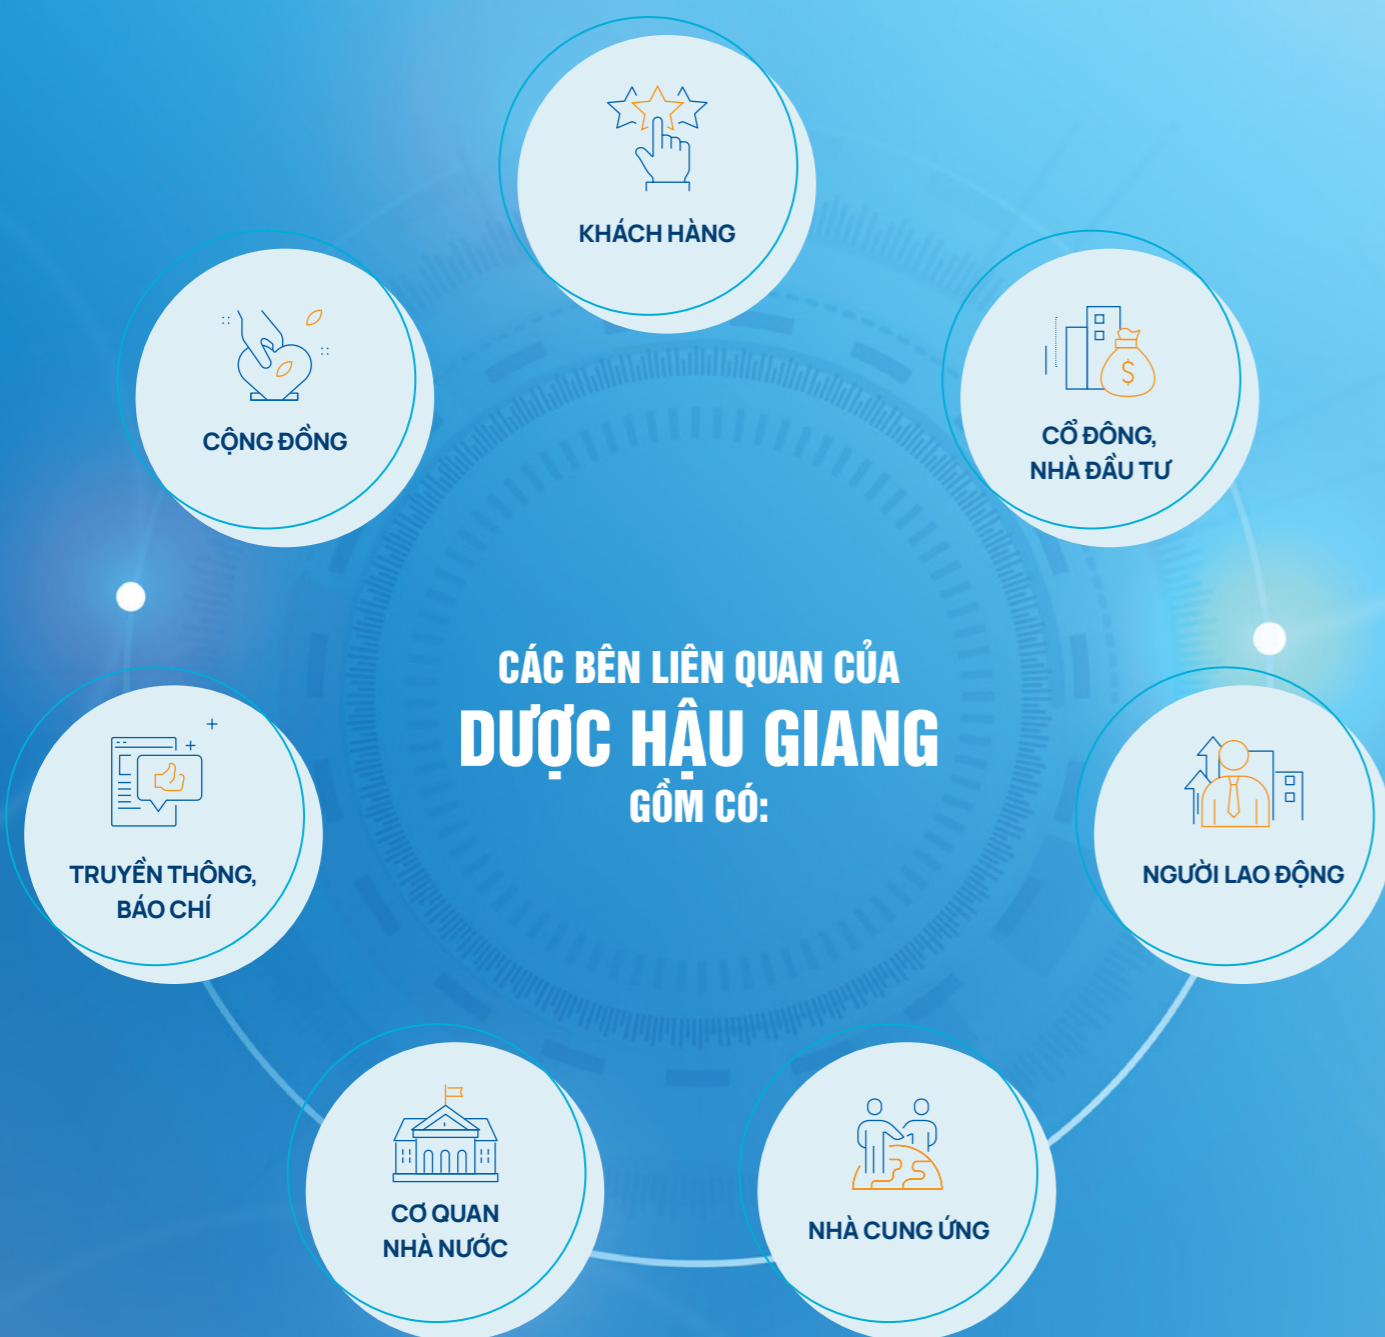 KHÁCH HÀNG
CỔ ĐÔNG,
NHÀ ĐẦU TƯ
NGƯỜI LAO ĐỘNG
NHÀ CUNG ỨNG
CƠ QUAN
NHÀ NƯỚC
TRUYỀN THÔNG,
BÁO CHÍ
CỘNG ĐỒNG
CÁC BÊN LIÊN QUAN CỦA
DƯỢC HẬU GIANG
GỒM CÓ:
$